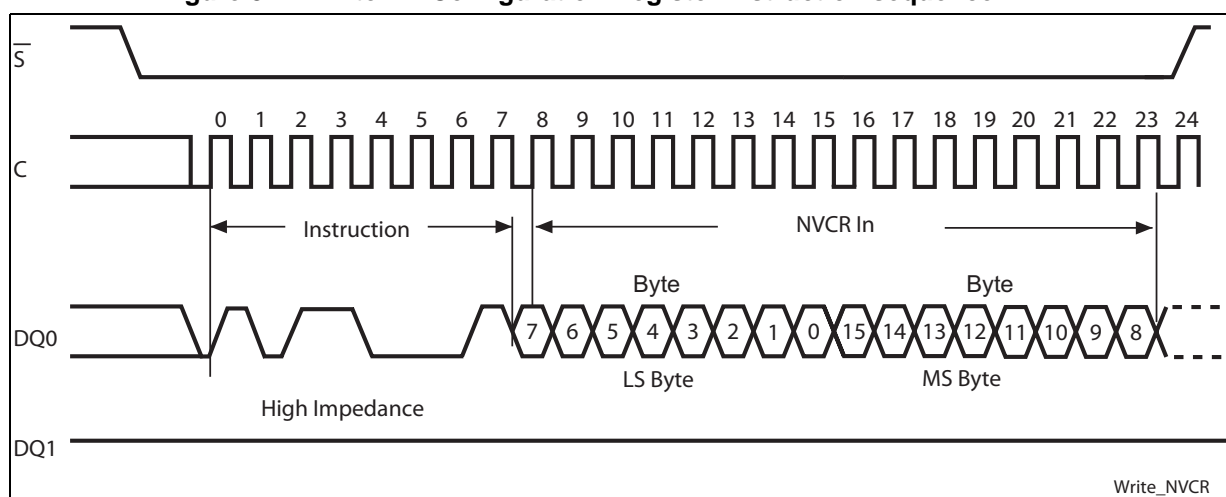 S
0 1 2 3 4 5 6 7 8 9 10 11 12 13 14 15 16 17 18 19 20 21 22 23 24
C
Instruction NVCR In
Byte Byte
DQ0 7 6 5 4 3 2 1 0 15 14 13 12 11 10 9 8
LS Byte MS Byte
High Impedance
DQ1
Write_NVCR